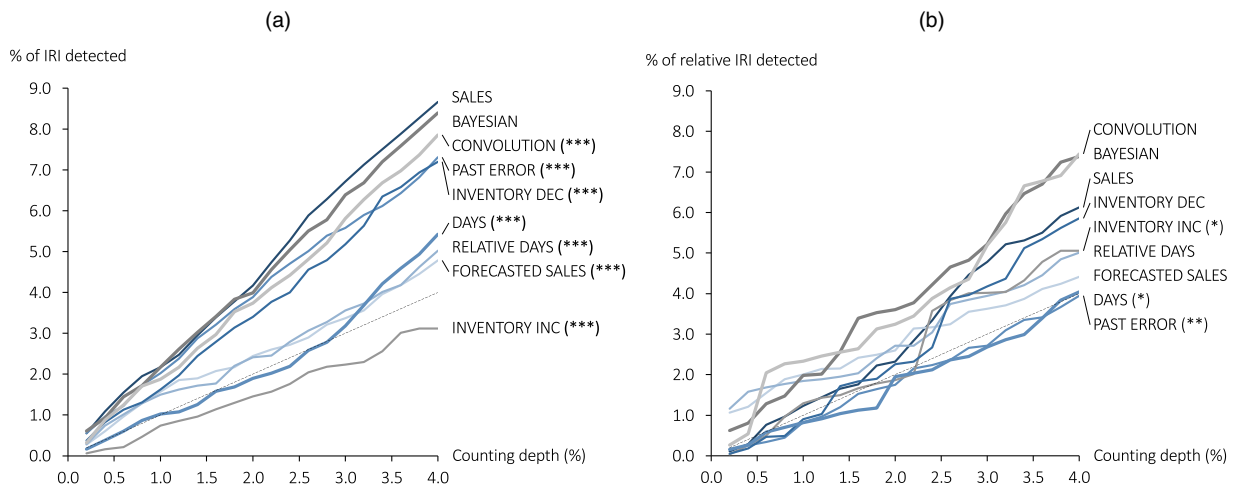 (a)
% of IRI detected
9.0
8.0
7.0
6.0
5.0
4.0
3.0
2.0
1.0
0.0
0.0 0.5 1.0 1.5 2.0 2.5 3.0 3.5 4.0
Counting depth (%)
SALES
BAYESIAN
CONVOLUTION (***)
PAST ERROR (***)
INVENTORY DEC (***)
DAYS (***)
RELATIVE DAYS (***)
FORECASTED SALES (***)
INVENTORY INC (***)
(b)
% of relative IRI detected
9.0
8.0
7.0
6.0
5.0
4.0
3.0
2.0
1.0
0.0
0.0 0.5 1.0 1.5 2.0 2.5 3.0 3.5 4.0
Counting depth (%)
CONVOLUTION
BAYESIAN
SALES
INVENTORY DEC
INVENTORY INC (*)
RELATIVE DAYS
FORECASTED SALES
DAYS (*)
PAST ERROR (**)